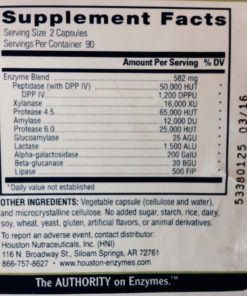 Supplement Facts
Serving Size 2 Capsules
Servings Per Container 90
Amount Per Serving % DV
Enzyme Blend 582 mg
Peptidase (with DPP IV) 50,000 HUT *
DPP IV 1,200 DPPU *
Xylanase 16,000 XU *
Protease 4.5 65,000 HUT *
Amylase 12,000 DU *
Protease 6.0 25,000 HUT *
Glucoamylase 25 AGU *
Lactase 1,500 ALU *
Alpha-galactosidase 200 GalU *
Beta-glucanase 30 BGU *
Lipase 500 FIP *
*Daily value not established
OTHER INGREDIENTS: Vegetable capsule (cellulose and water),
and microcrystalline cellulose. No added sugar, starch, rice, dairy,
soy, wheat, yeast, gluten, artificial flavors, or animal derivatives.
To report an adverse event, contact distributor:
Houston Nutraceuticals, Inc. (HNI)
116 N. Broadway St., Siloam Springs, AR 72761
866-757-8627 • www.houston-enzymes.com
The AUTHORITY on Enzymes.™
53380125 03/16